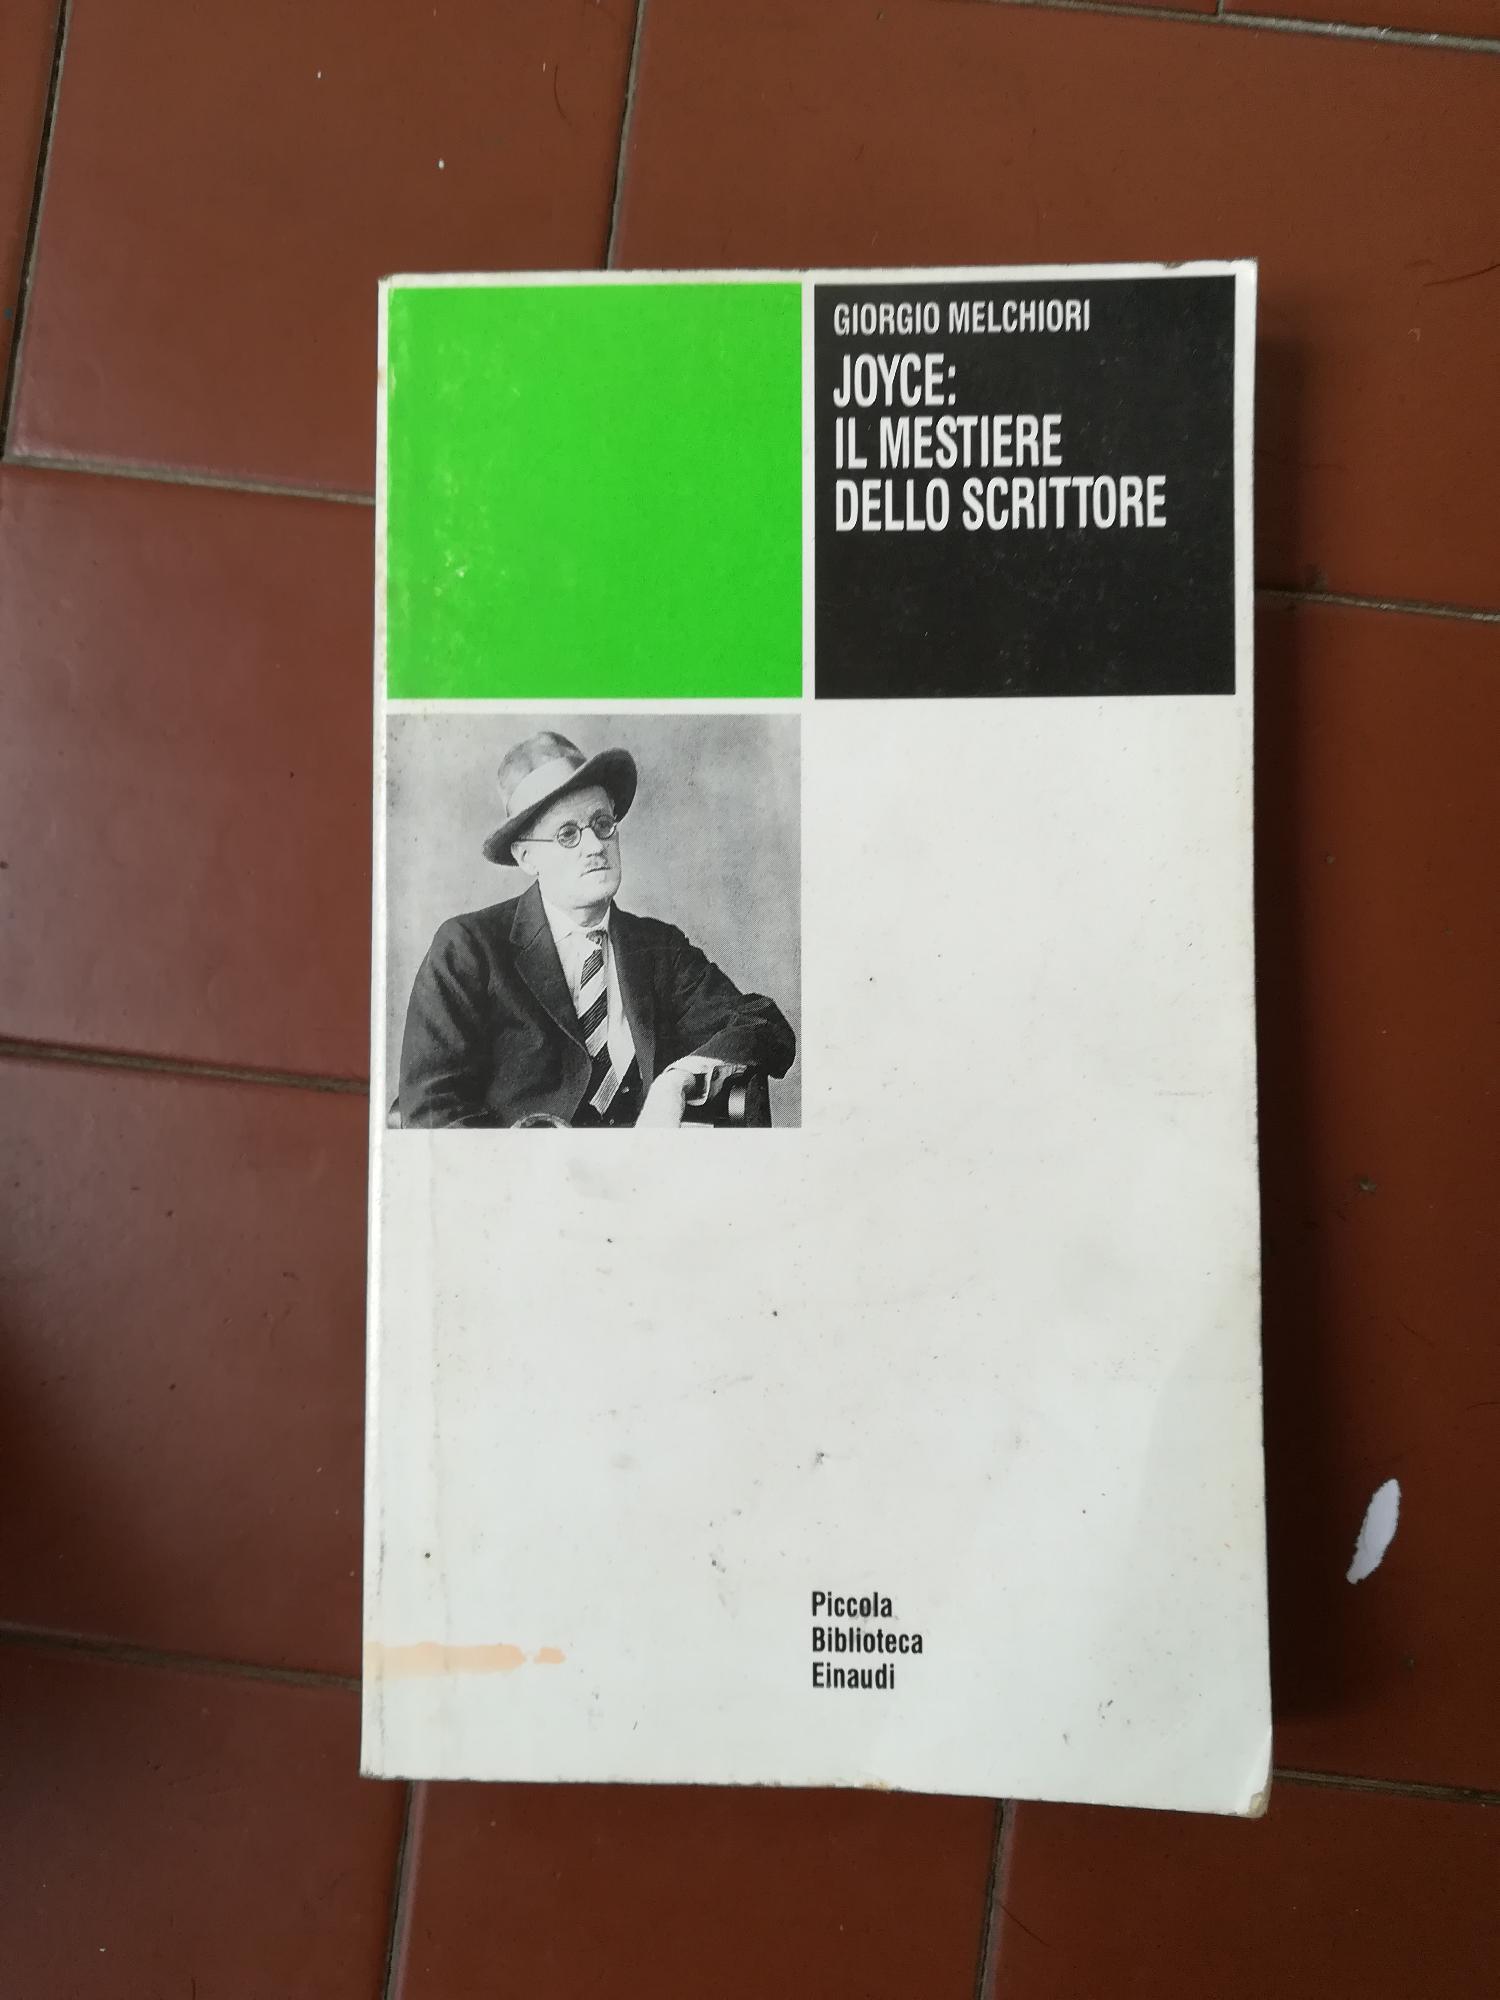 GIORGIO MELCHIORI
JOYCE:
IL MESTIERE
DELLO SCRITTORE
Piccola
Biblioteca
Einaudi